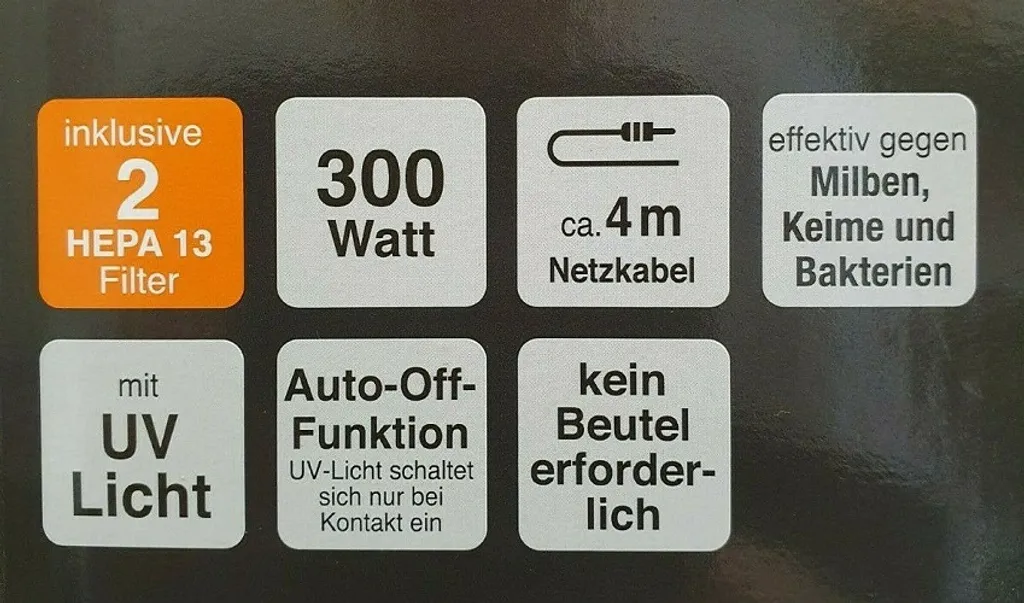 inklusive
2
HEPA 13
Filter
300
Watt
ca. 4 m
Netzkabel
effektiv gegen
Milben,
Keime und
Bakterien
mit
UV
Licht
Auto-Off-
Funktion
UV-Licht schaltet
sich nur bei
Kontakt ein
kein
Beutel
erforder-
lich